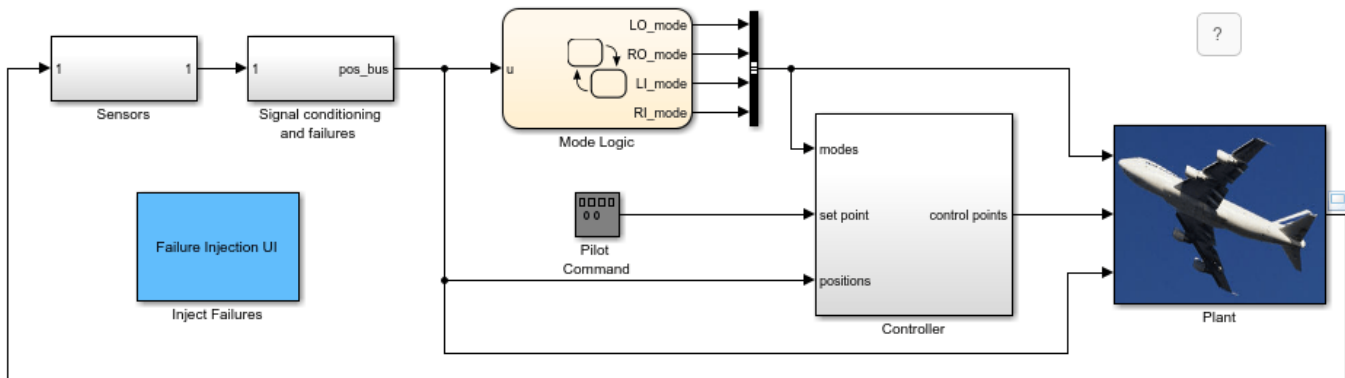 1
1
Sensors
1
pos_bus
Signal conditioning
and failures
u
LO_mode
RO_mode
LI_mode
RI_mode
Mode Logic
?
Failure Injection UI
Inject Failures
Pilot
Command
modes
set point
positions
control points
Controller
Plant